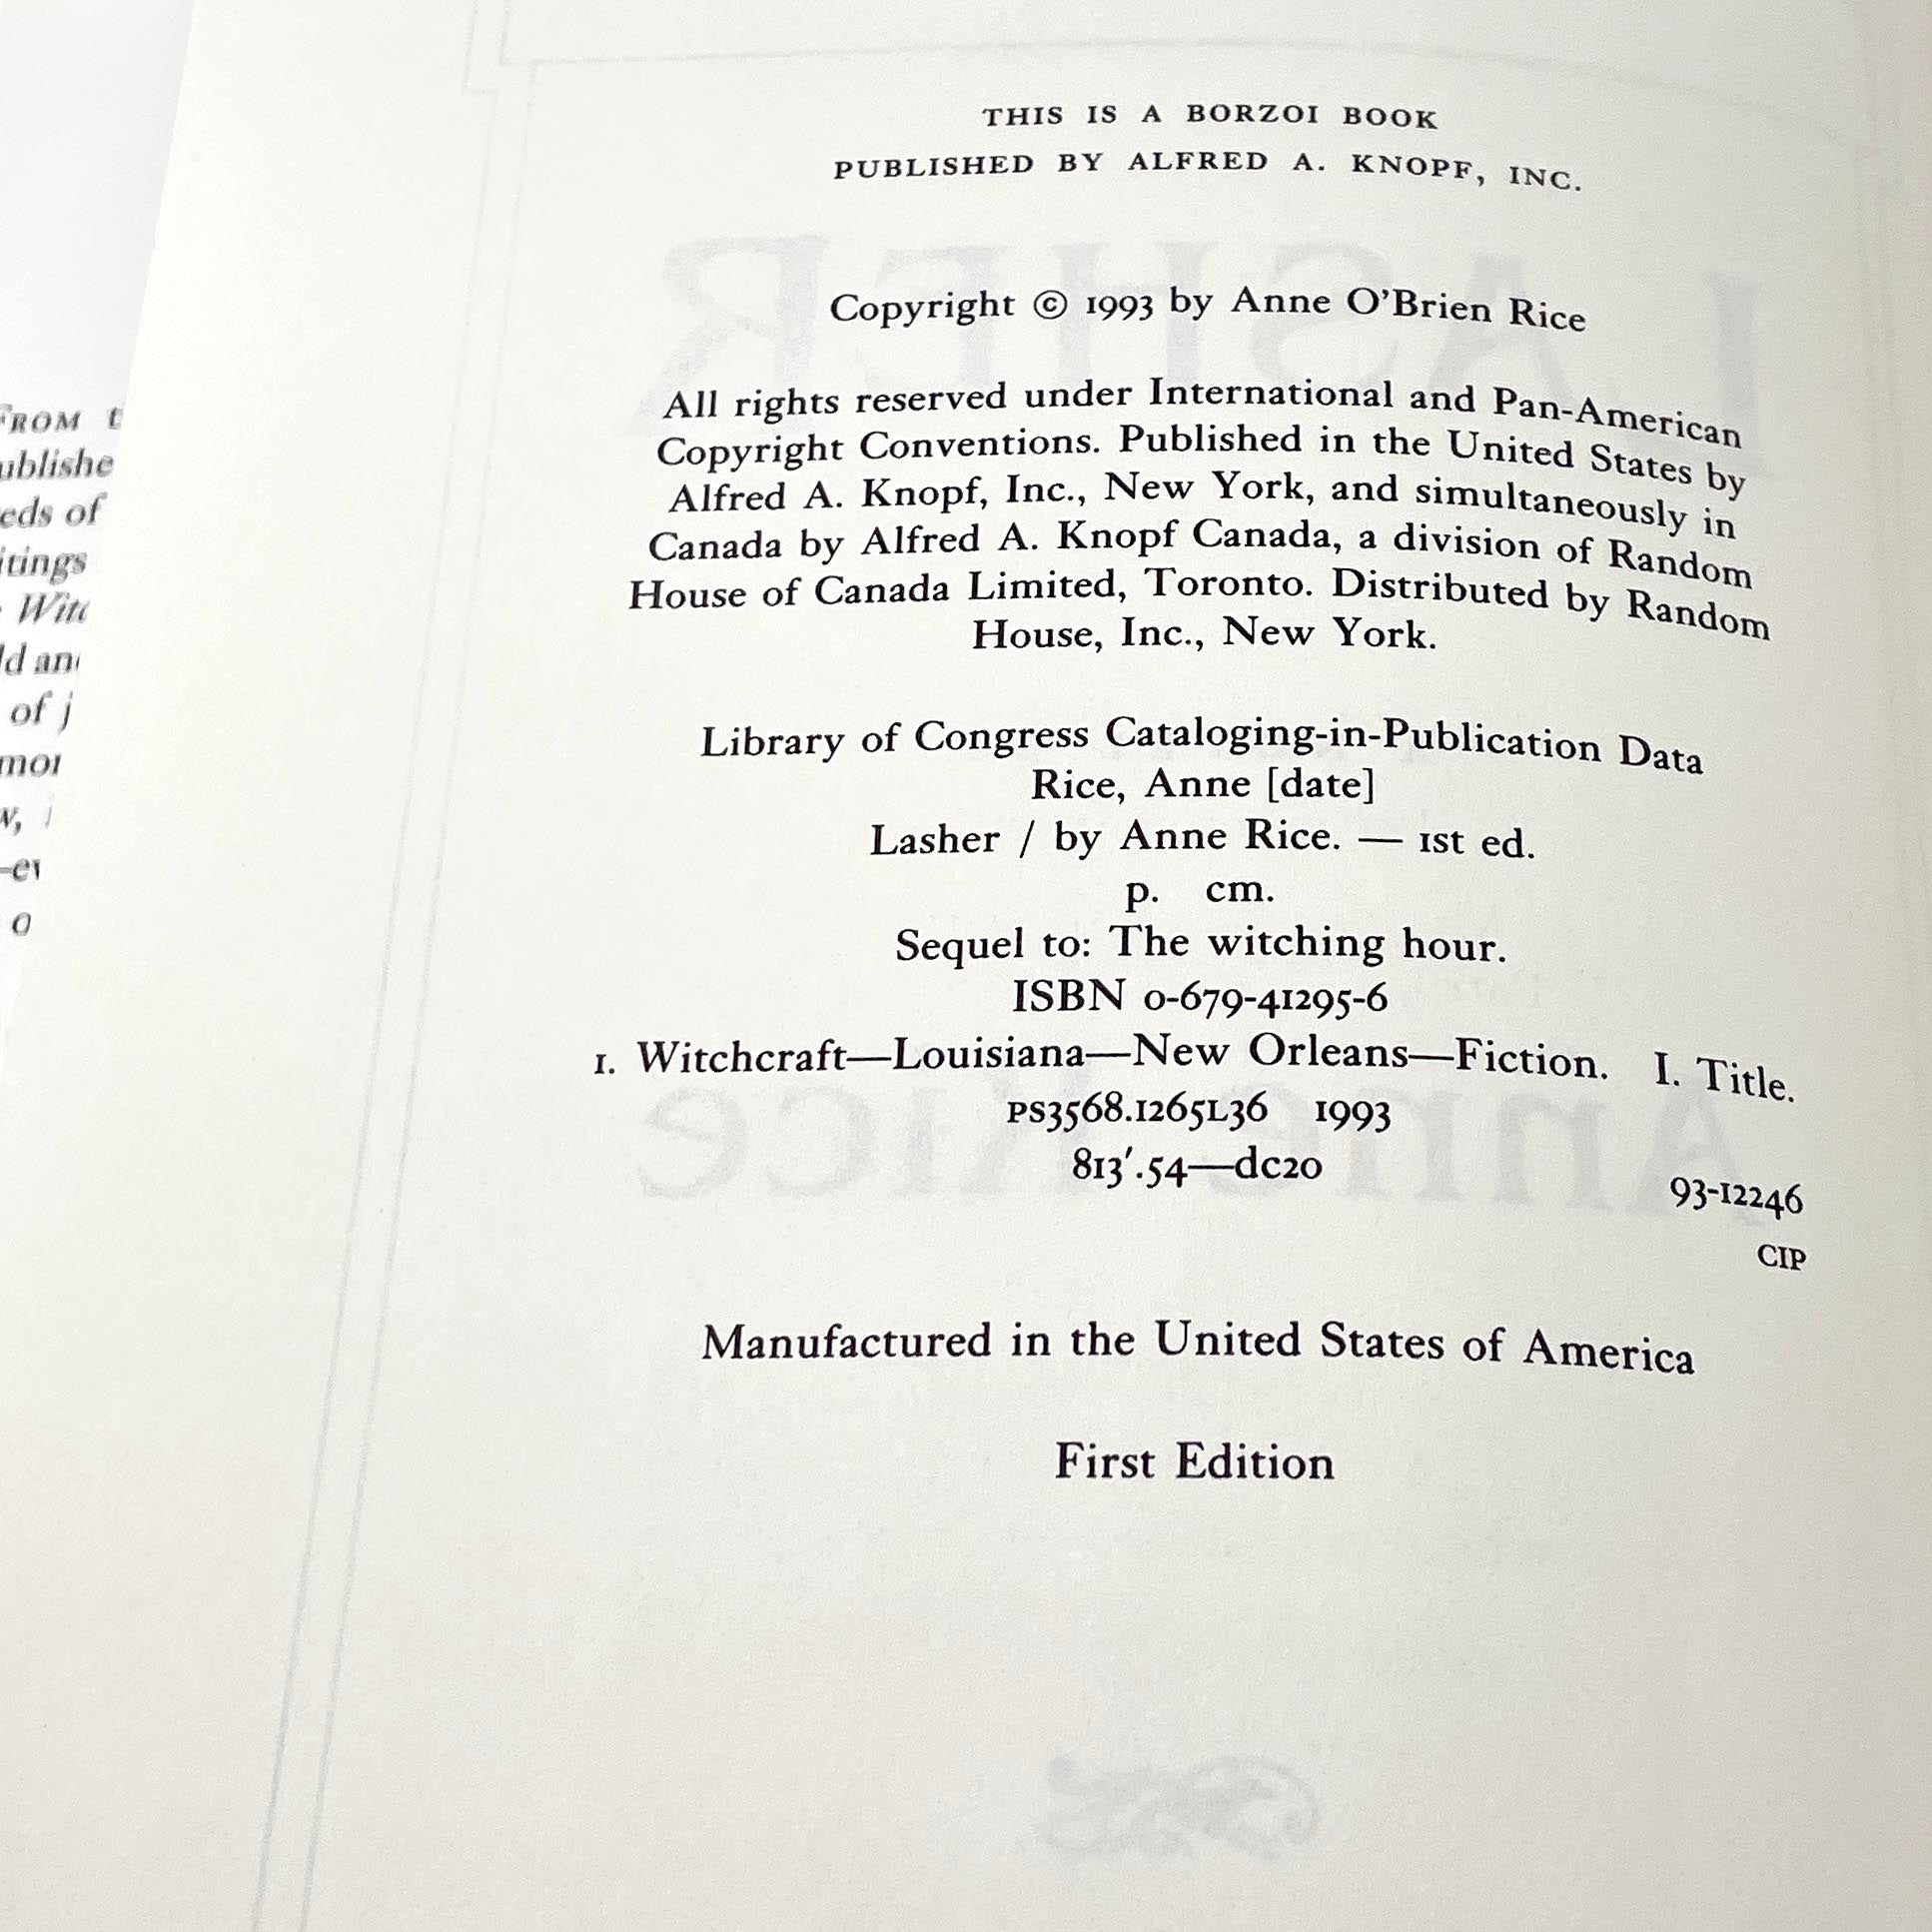 THIS IS A BORZOI BOOK
PUBLISHED BY ALFRED A. KNOPF, INC.
Copyright © 1993 by Anne O'Brien Rice
All rights reserved under International and Pan-American
Copyright Conventions. Published in the United States by
Alfred A. Knopf, Inc., New York, and simultaneously in
Canada by Alfred A. Knopf Canada, a division of Random
House of Canada Limited, Toronto. Distributed by Random
House, Inc., New York.
Library of Congress Cataloging-in-Publication Data
Rice, Anne [date]
Lasher / by Anne Rice. — 1st ed.
p. cm.
Sequel to: The witching hour.
ISBN 0-679-41295-6
1. Witchcraft—Louisiana—New Orleans—Fiction. I. Title.
PS3568.I265L36 1993
813′.54—dc20
93-12246
CIP
Manufactured in the United States of America
First Edition
FROM
of
of